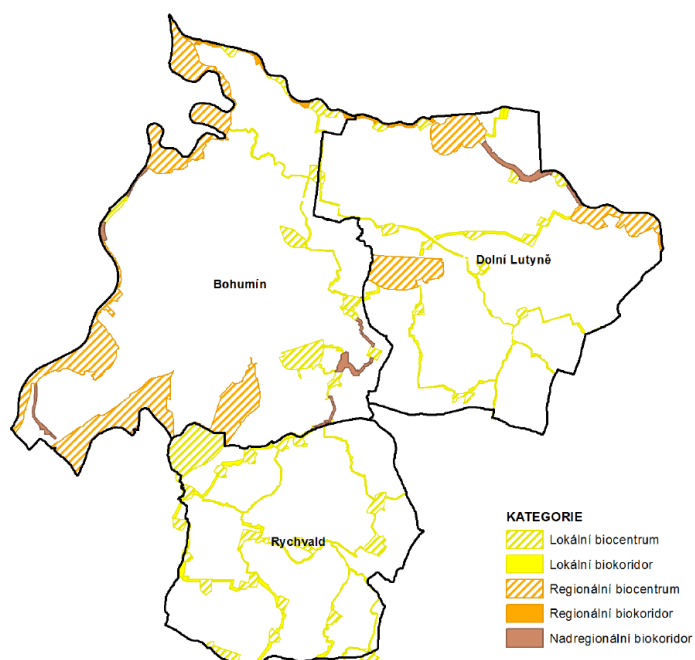 Dolní Lutyně
Bohumín
Rychvald
KATEGORIE
Lokální biocentrum
Lokální biokoridor
Regionální biocentrum
Regionální biokoridor
Nadregionální biokoridor